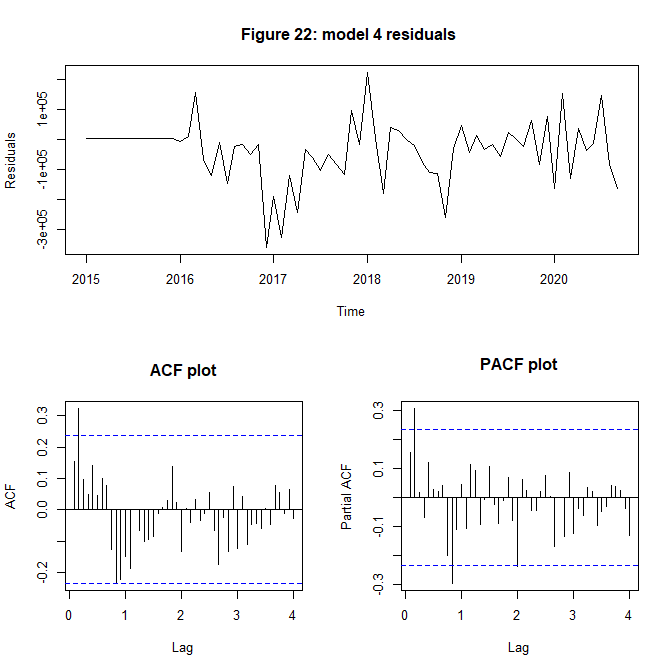 Figure 22: model 4 residuals
Residuals
1e+05
-1e+05
-3e+05
2015 2016 2017 2018 2019 2020
Time
ACF plot
ACF
0.3
0.2
0.1
0.0
-0.2
0 1 2 3 4
Lag
PACF plot
Partial ACF
0.3
0.1
-0.1
-0.3
0 1 2 3 4
Lag